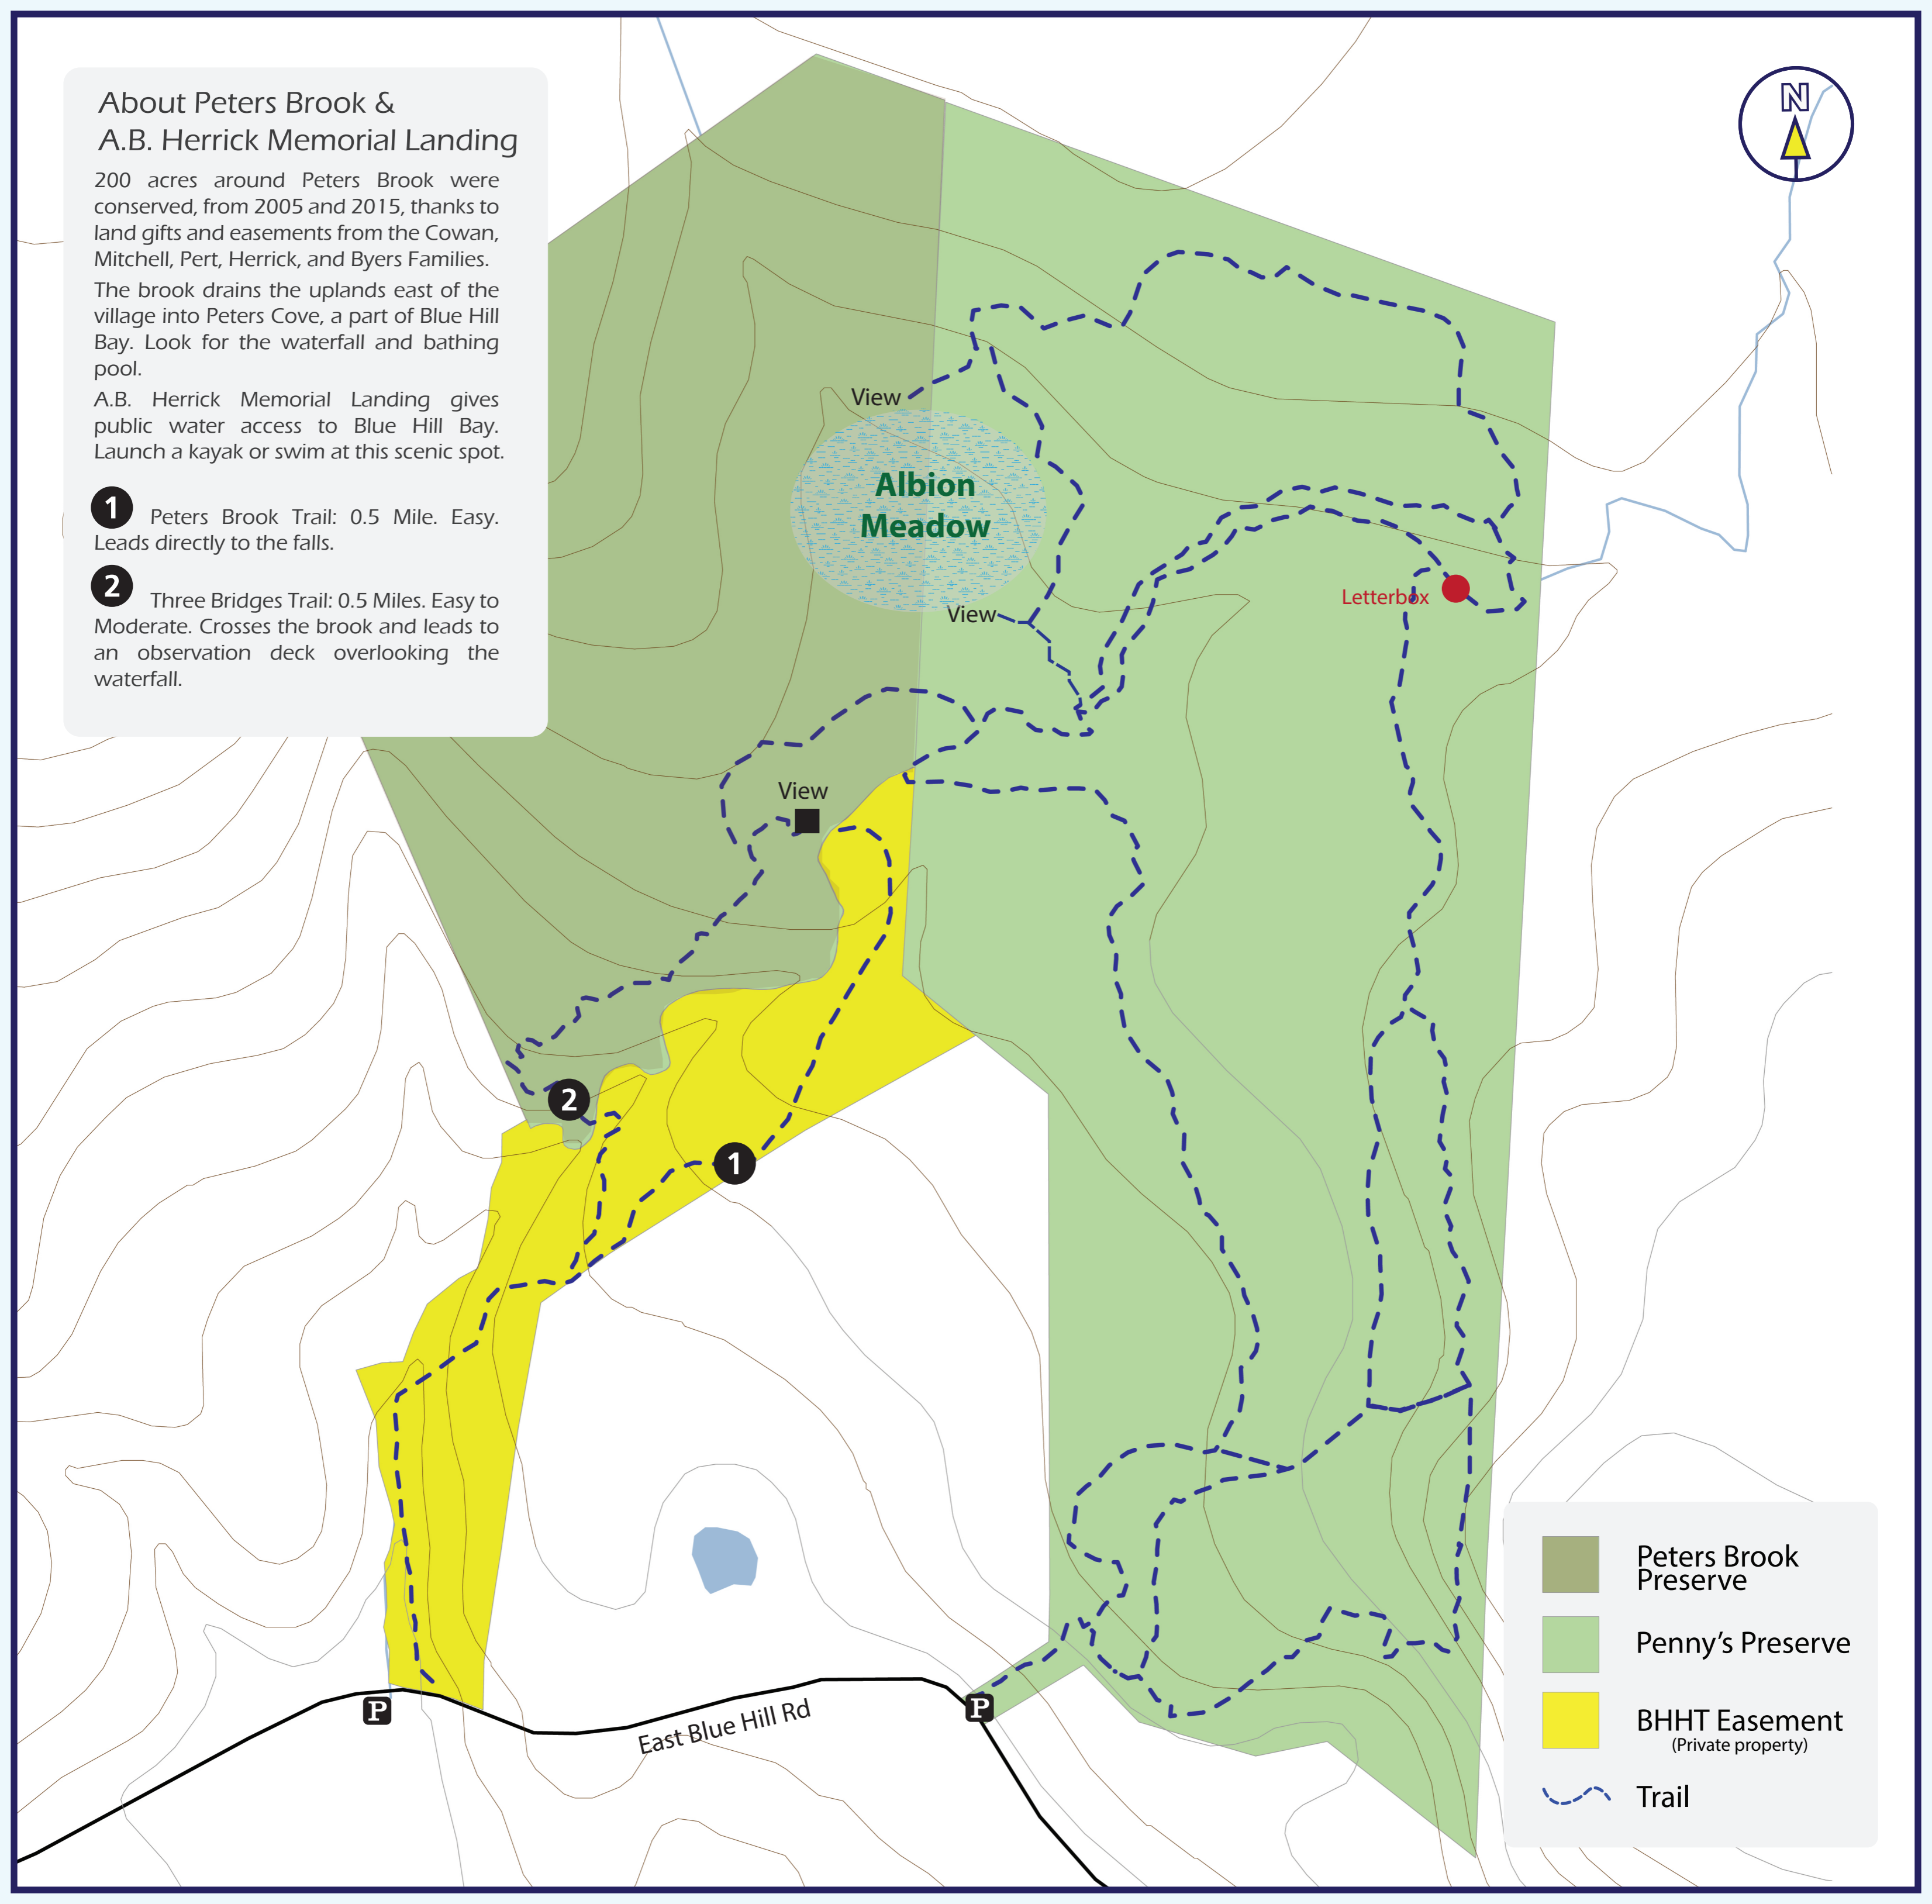 About Peters Brook &
A.B. Herrick Memorial Landing
200 acres around Peters Brook were
conserved, from 2005 and 2015, thanks to
land gifts and easements from the Cowan,
Mitchell, Pert, Herrick, and Byers Families.
The brook drains the uplands east of the
village into Peters Cove, a part of Blue Hill
Bay. Look for the waterfall and bathing
pool.
A.B. Herrick Memorial Landing gives
public water access to Blue Hill Bay.
Launch a kayak or swim at this scenic spot.
1 Peters Brook Trail: 0.5 Mile. Easy.
Leads directly to the falls.
2 Three Bridges Trail: 0.5 Miles. Easy to
Moderate. Crosses the brook and leads to
an observation deck overlooking the
waterfall.
N
View
Albion
Meadow
View
Letterbox
View
2
1
P
P
East Blue Hill Rd
Peters Brook
Preserve
Penny's Preserve
BHHT Easement
(Private property)
Trail